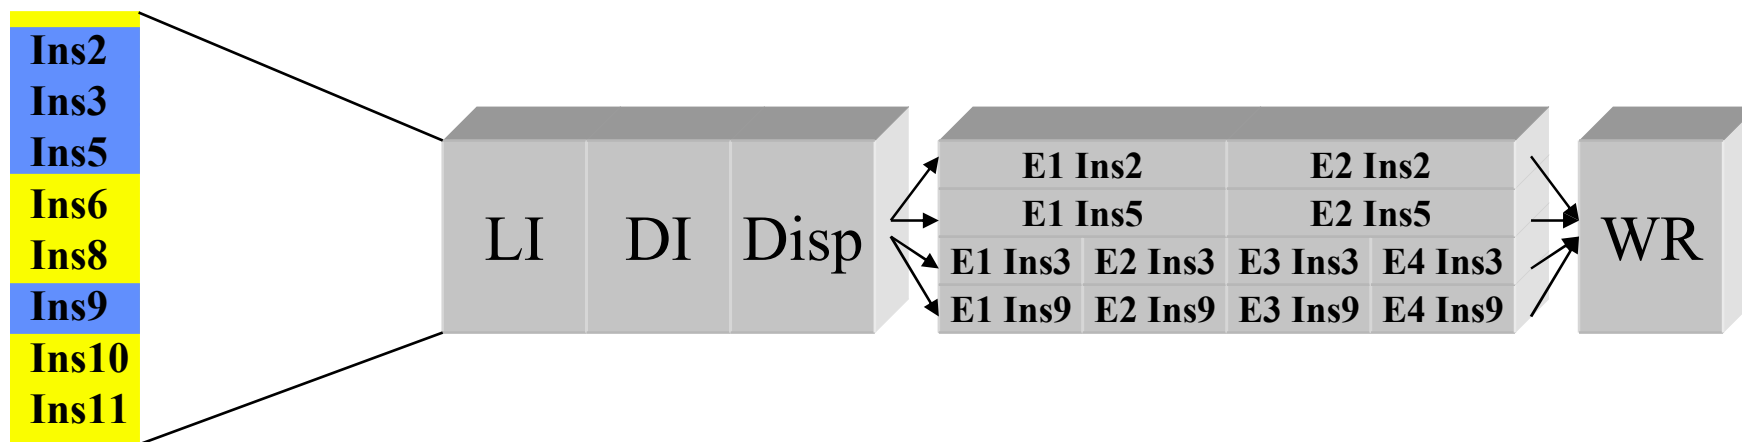 Ins2
Ins3
Ins5
Ins6
Ins8
Ins9
Ins10
Ins11
LI DI Disp
E1 Ins2 E2 Ins2
E1 Ins5 E2 Ins5
E1 Ins3 E2 Ins3 E3 Ins3 E4 Ins3
E1 Ins9 E2 Ins9 E3 Ins9 E4 Ins9
WR